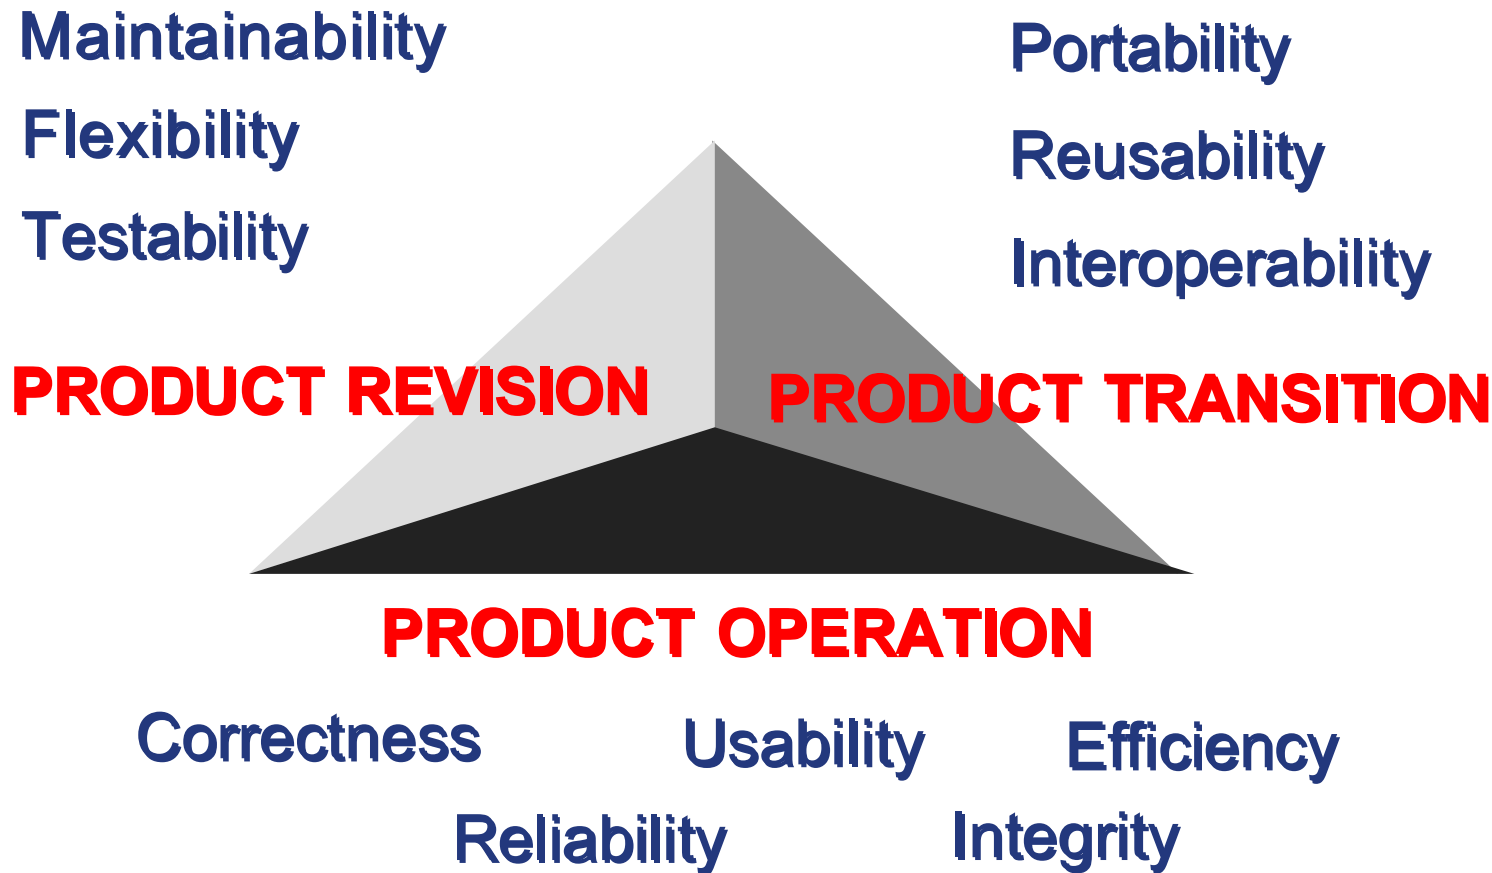 Maintainability
Flexibility
Testability
Portability
Reusability
Interoperability
PRODUCT REVISION
PRODUCT TRANSITION
PRODUCT OPERATION
Correctness
Usability
Efficiency
Reliability
Integrity